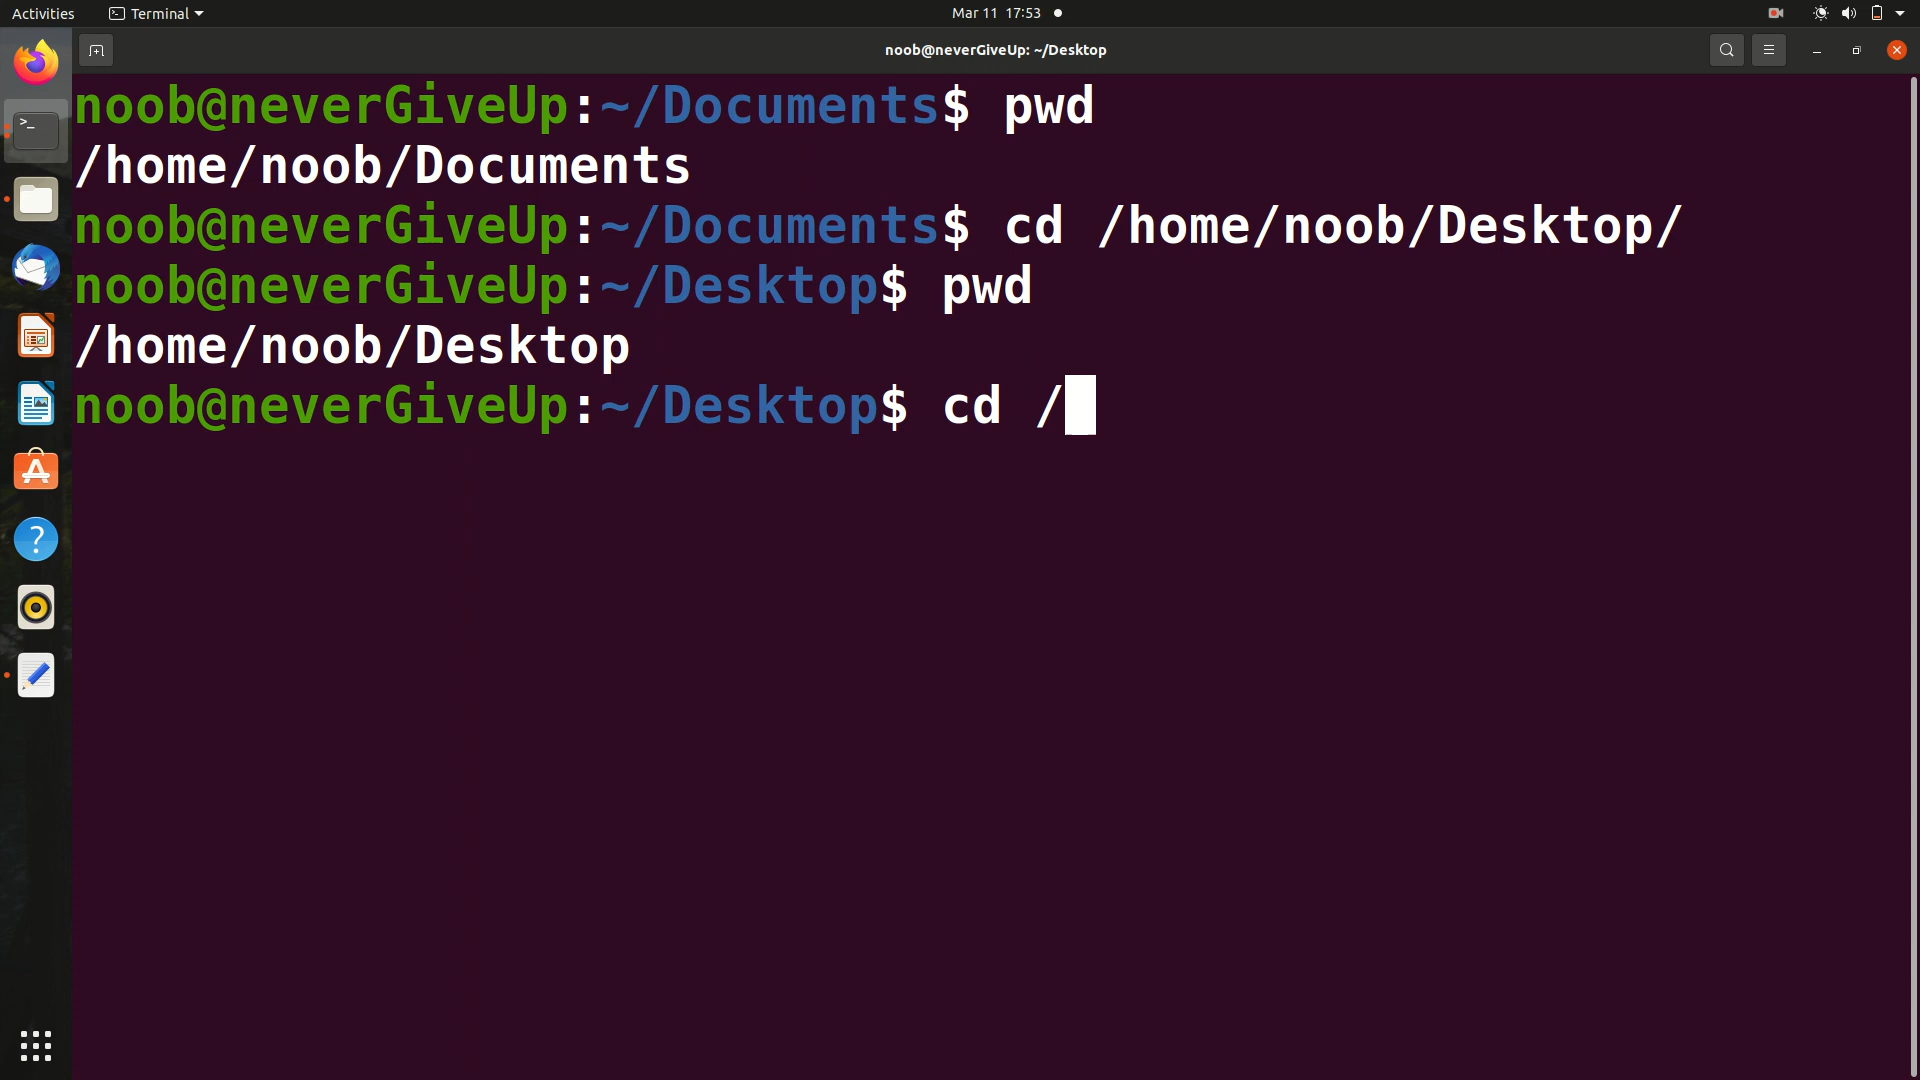 Activities Terminal Mar 11 17:53
noob@neverGiveUp: ~/Desktop
noob@neverGiveUp:~/Documents$ pwd
/home/noob/Documents
noob@neverGiveUp:~/Documents$ cd /home/noob/Desktop/
noob@neverGiveUp:~/Desktop$ pwd
/home/noob/Desktop
noob@neverGiveUp:~/Desktop$ cd /